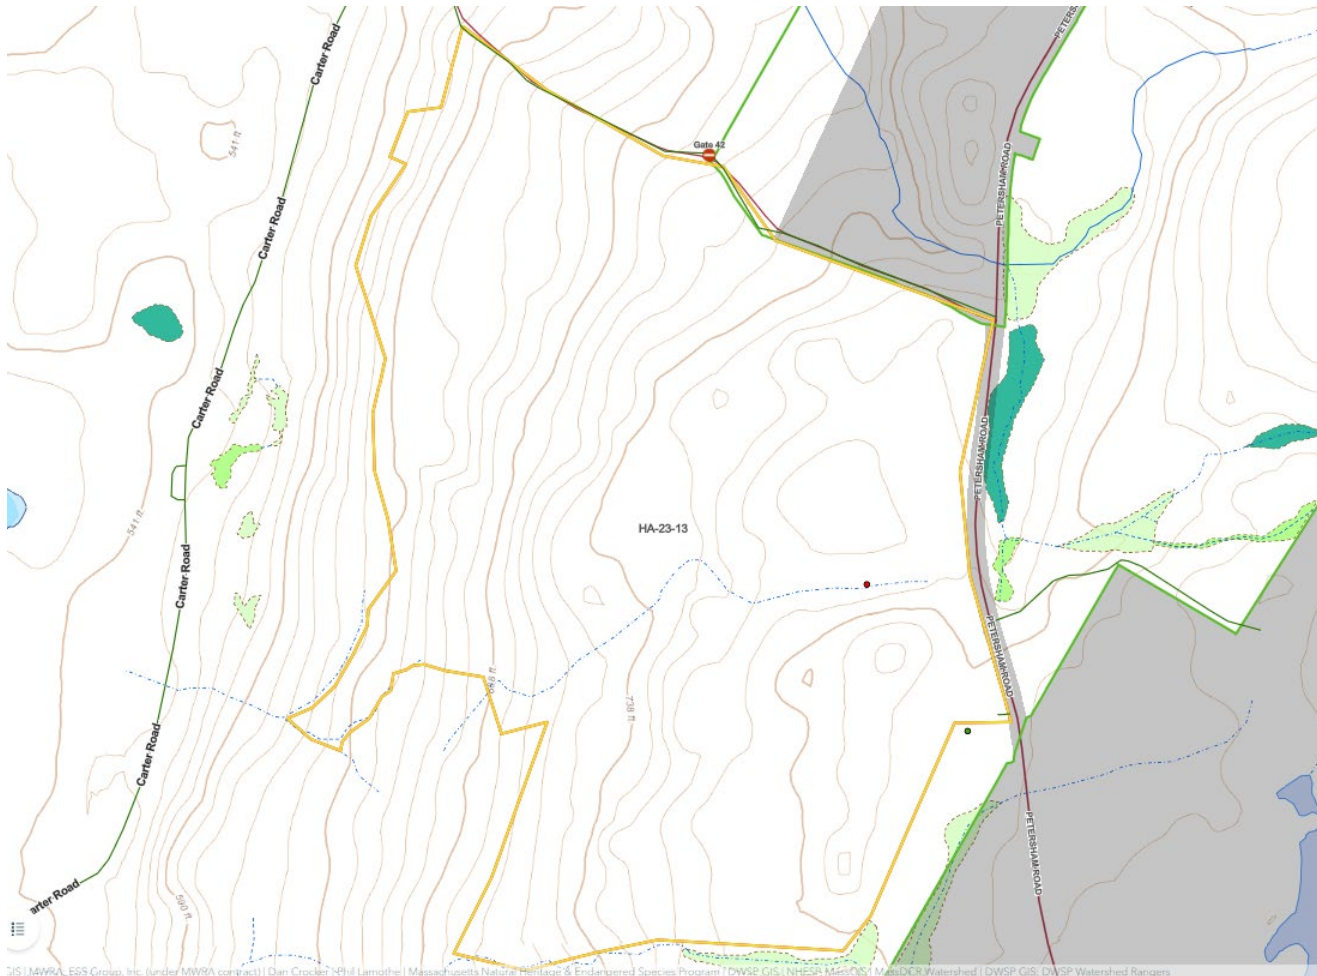 Carter Road
PETERSH
Gate 42
541 ft
PETERSHAM ROAD
Carter Road
Carter Road
PETERSHAM ROAD
541 ft
HA-23-13
Carter Road
PETERSHAM ROAD
738 ft
Carter Road
PETERSHAM ROAD
arter Road
590 ft
GIS | MWRA, ESS Group, Inc. (under MWRA contract) | Dan Crocker | Phil Lamothe | Massachusetts Natural Heritage & Endangered Species Program | DWSP GIS | NHESP MassGIS | MassDCR Watershed | DWSP GIS; DWSP Watershed Rangers